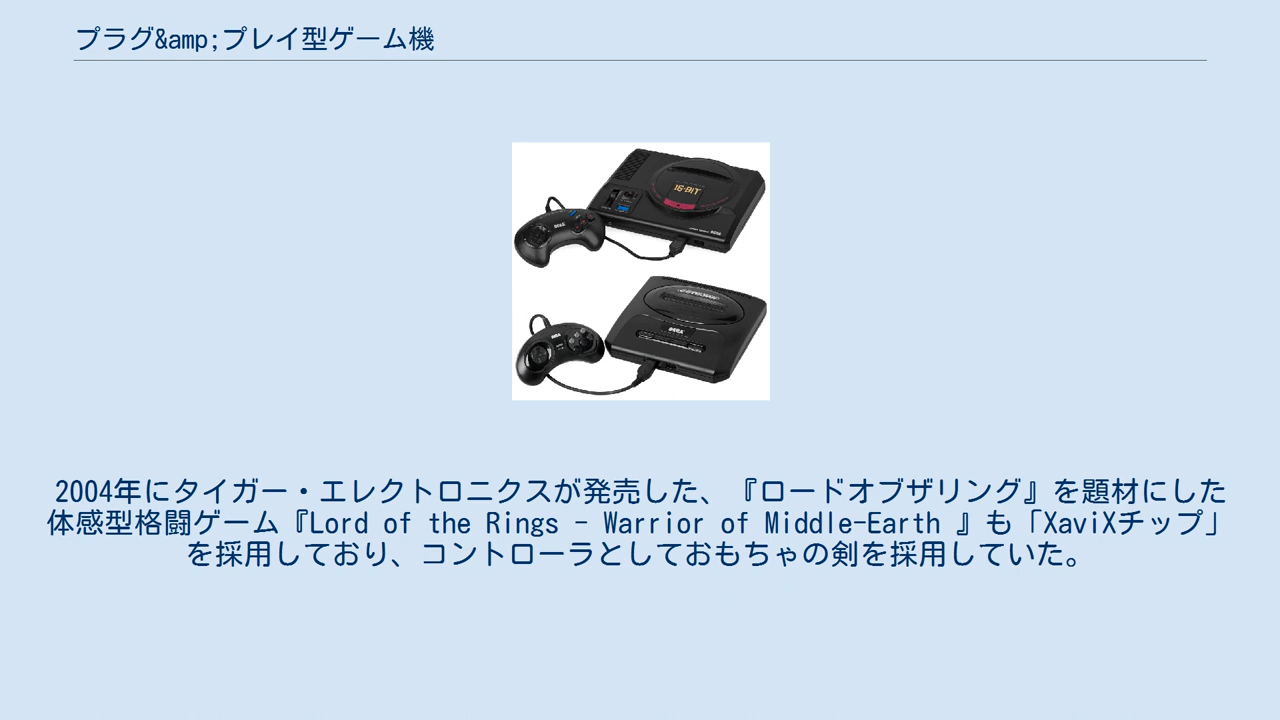 プラグ&amp;プレイ型ゲーム機
16-BIT
SEGA
SEGA
SEGA
2004年にタイガー・エレクトロニクスが発売した、『ロードオブザリング』を題材にした
体感型格闘ゲーム『Lord of the Rings - Warrior of Middle-Earth 』も「XaviXチップ」
を採用しており、コントローラとしておもちゃの剣を採用していた。